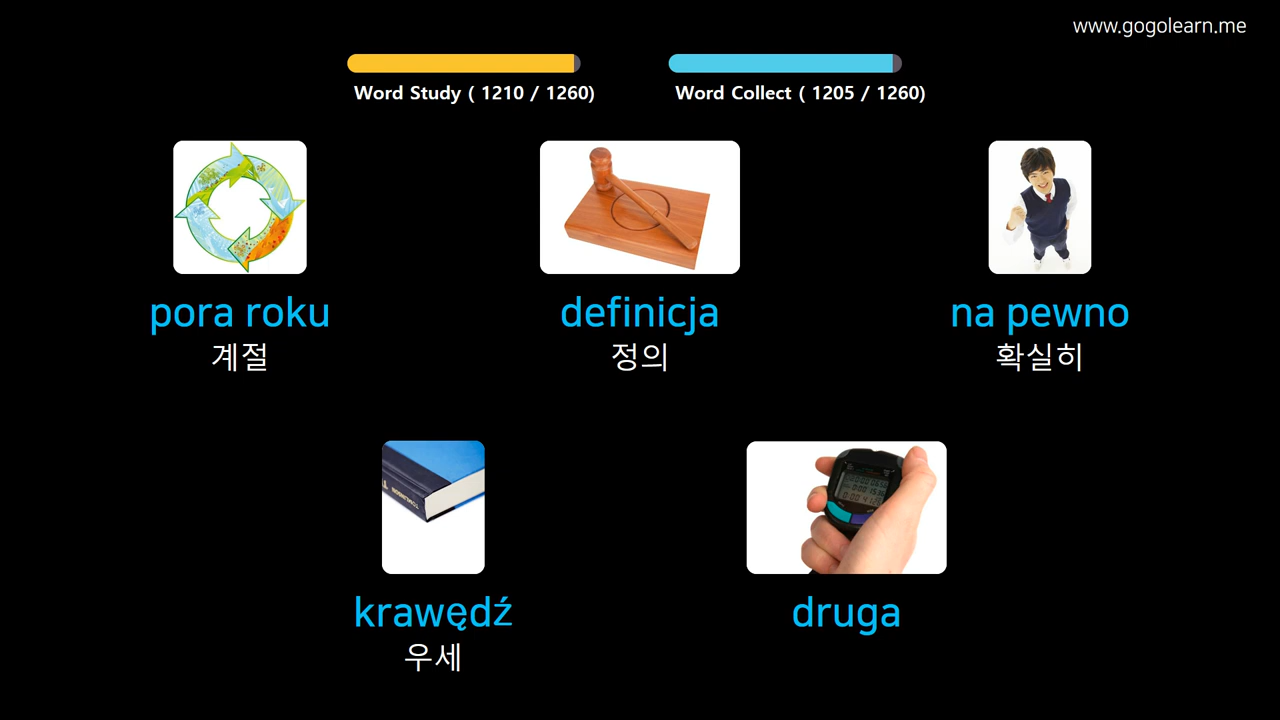 www.gogolearn.me
Word Study ( 1210 / 1260)
Word Collect ( 1205 / 1260)
pora roku
계절
definicja
정의
na pewno
확실히
krawędź
우세
druga